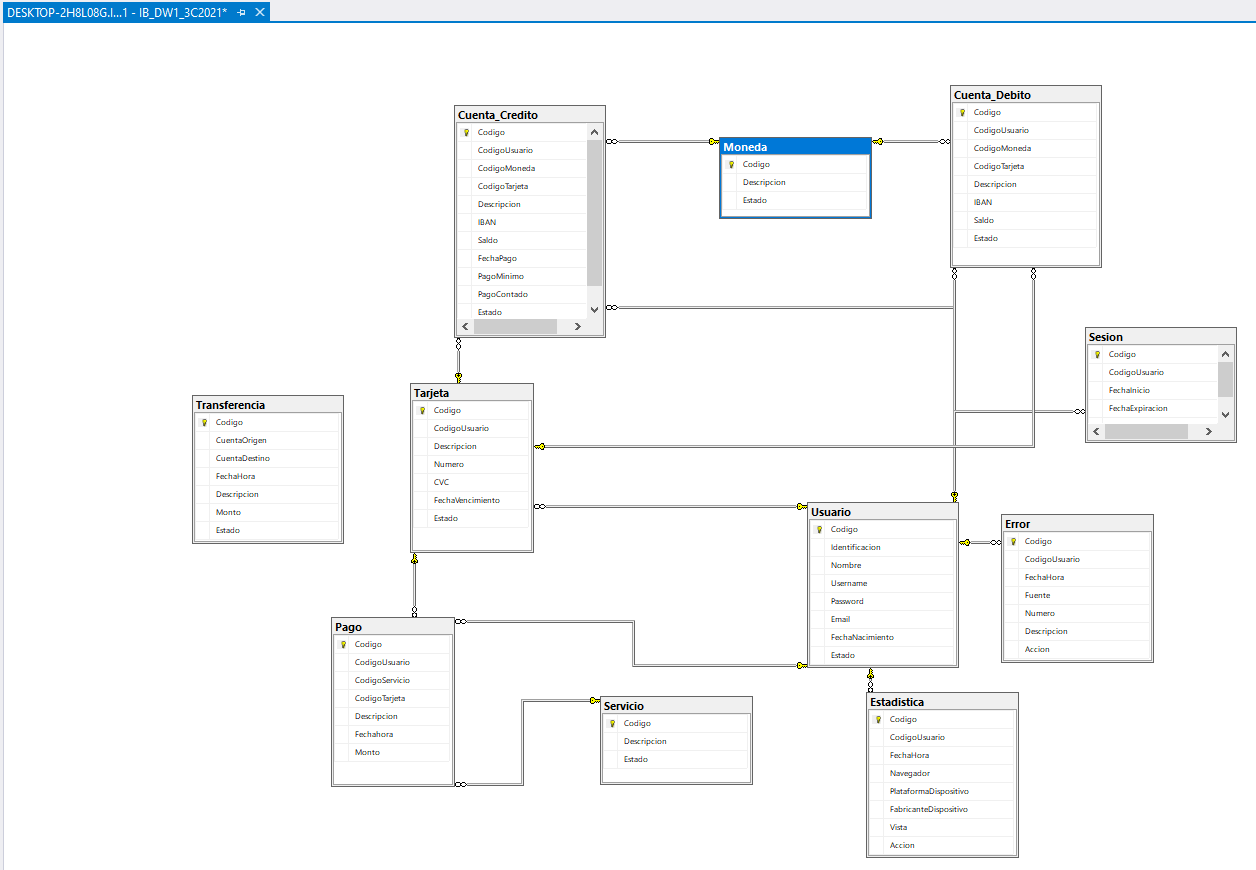 DESKTOP-2H8L08G.I...1 - IB_DW1_3C2021*
Cuenta_Credito
Codigo
CodigoUsuario
CodigoMoneda
CodigoTarjeta
Descripcion
IBAN
Saldo
FechaPago
PagoMinimo
PagoContado
Estado
Moneda
Codigo
Descripcion
Estado
Cuenta_Debito
Codigo
CodigoUsuario
CodigoMoneda
CodigoTarjeta
Descripcion
IBAN
Saldo
Estado
Sesion
Codigo
CodigoUsuario
FechaInicio
FechaExpiracion
Transferencia
Codigo
CuentaOrigen
CuentaDestino
FechaHora
Descripcion
Monto
Estado
Tarjeta
Codigo
CodigoUsuario
Descripcion
Numero
CVC
FechaVencimiento
Estado
Usuario
Codigo
Identificacion
Nombre
Username
Password
Email
FechaNacimiento
Estado
Error
Codigo
CodigoUsuario
FechaHora
Fuente
Numero
Descripcion
Accion
Pago
Codigo
CodigoUsuario
CodigoServicio
CodigoTarjeta
Descripcion
Fechahora
Monto
Servicio
Codigo
Descripcion
Estado
Estadistica
Codigo
CodigoUsuario
FechaHora
Navegador
PlataformaDispositivo
FabricanteDispositivo
Vista
Accion